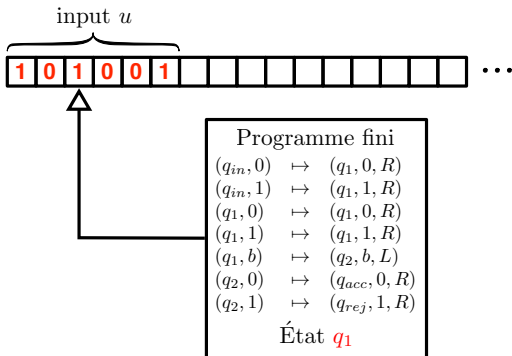 input u
1 0 1 0 0 1 ...
Programme fini
(q_in, 0) ↦ (q_1, 0, R)
(q_in, 1) ↦ (q_1, 1, R)
(q_1, 0) ↦ (q_1, 0, R)
(q_1, 1) ↦ (q_1, 1, R)
(q_1, b) ↦ (q_2, b, L)
(q_2, 0) ↦ (q_acc, 0, R)
(q_2, 1) ↦ (q_rej, 1, R)
État q_1